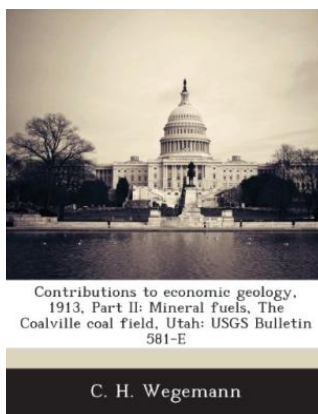 Contributions to economic geology,
1913, Part II: Mineral fuels, The
Coalville coal field, Utah: USGS Bulletin
581-E
C. H. Wegemann